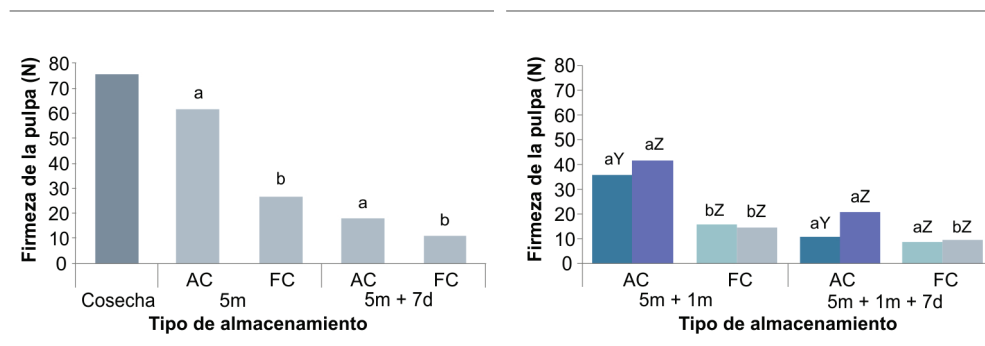 Firmeza de la pulpa (N)
80
70
60
50
40
30
20
10
0
a
b
a
b
AC FC AC FC
Cosecha 5m 5m + 7d
Tipo de almacenamiento
Firmeza de la pulpa (N)
80
70
60
50
40
30
20
10
0
aY aZ
bZ bZ
aY aZ
aZ bZ
AC FC AC FC
5m + 1m 5m + 1m + 7d
Tipo de almacenamiento